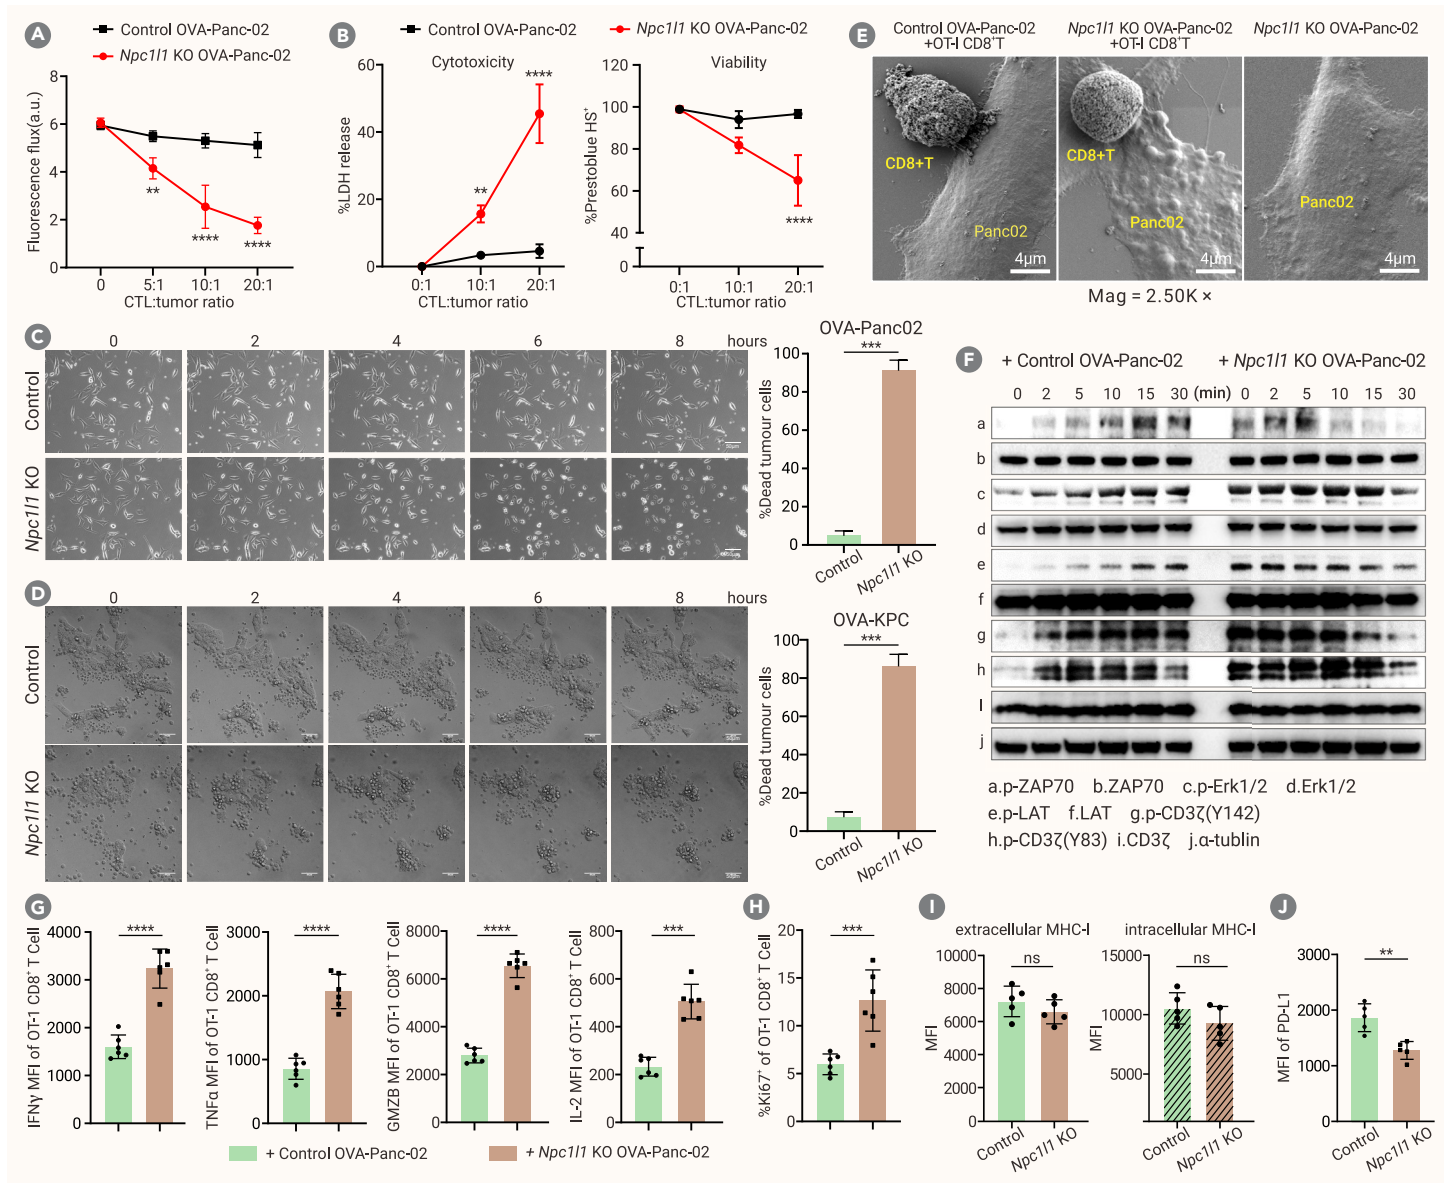 A
Control OVA-Panc-02
Npc1l1 KO OVA-Panc-02
Fluorescence flux(a.u.)
8
6
4
2
0
**
****
****
0 5:1 10:1 20:1
CTL:tumor ratio
B
Control OVA-Panc-02
Npc1l1 KO OVA-Panc-02
Cytotoxicity
%LDH release
60
40
20
0
**
****
0:1 10:1 20:1
CTL:tumor ratio
Viability
%Prestoblue HS+
120
100
80
60
40
0
****
0:1 10:1 20:1
CTL:tumor ratio
E
Control OVA-Panc-02
+OT-I CD8+T
Npc1l1 KO OVA-Panc-02
+OT-I CD8+T
Npc1l1 KO OVA-Panc-02
CD8+T
Panc02
4μm
CD8+T
Panc02
4μm
Panc02
4μm
Mag = 2.50K ×
C
0 2 4 6 8 hours
Control
Npc1l1 KO
OVA-Panc02
%Dead tumour cells
100
80
60
40
20
0
***
Control
Npc1l1 KO
D
0 2 4 6 8 hours
Control
Npc1l1 KO
OVA-KPC
%Dead tumour cells
100
80
60
40
20
0
***
Control
Npc1l1 KO
F
+ Control OVA-Panc-02
+ Npc1l1 KO OVA-Panc-02
0 2 5 10 15 30 (min) 0 2 5 10 15 30
a
b
c
d
e
f
g
h
I
j
a.p-ZAP70 b.ZAP70 c.p-Erk1/2 d.Erk1/2
e.p-LAT f.LAT g.p-CD3ζ(Y142)
h.p-CD3ζ(Y83) i.CD3ζ j.α-tublin
G
IFNγ MFI of OT-1 CD8+ T Cell
4000
3000
2000
1000
0
****
TNFα MFI of OT-1 CD8+ T Cell
3000
2000
1000
0
****
GMZB MFI of OT-1 CD8+ T Cell
8000
6000
4000
2000
0
****
IL-2 MFI of OT-1 CD8+ T Cell
800
600
400
200
0
***
+ Control OVA-Panc-02
+ Npc1l1 KO OVA-Panc-02
H
%Ki67+ of OT-1 CD8+ T Cell
20
15
10
5
0
***
I
extracellular MHC-I
MFI
10000
8000
6000
4000
2000
0
ns
Control
Npc1l1 KO
intracellular MHC-I
MFI
15000
10000
15000
ns
Control
Npc1l1 KO
J
MFI of PD-L1
3000
2000
1000
0
**
Control
Npc1l1 KO